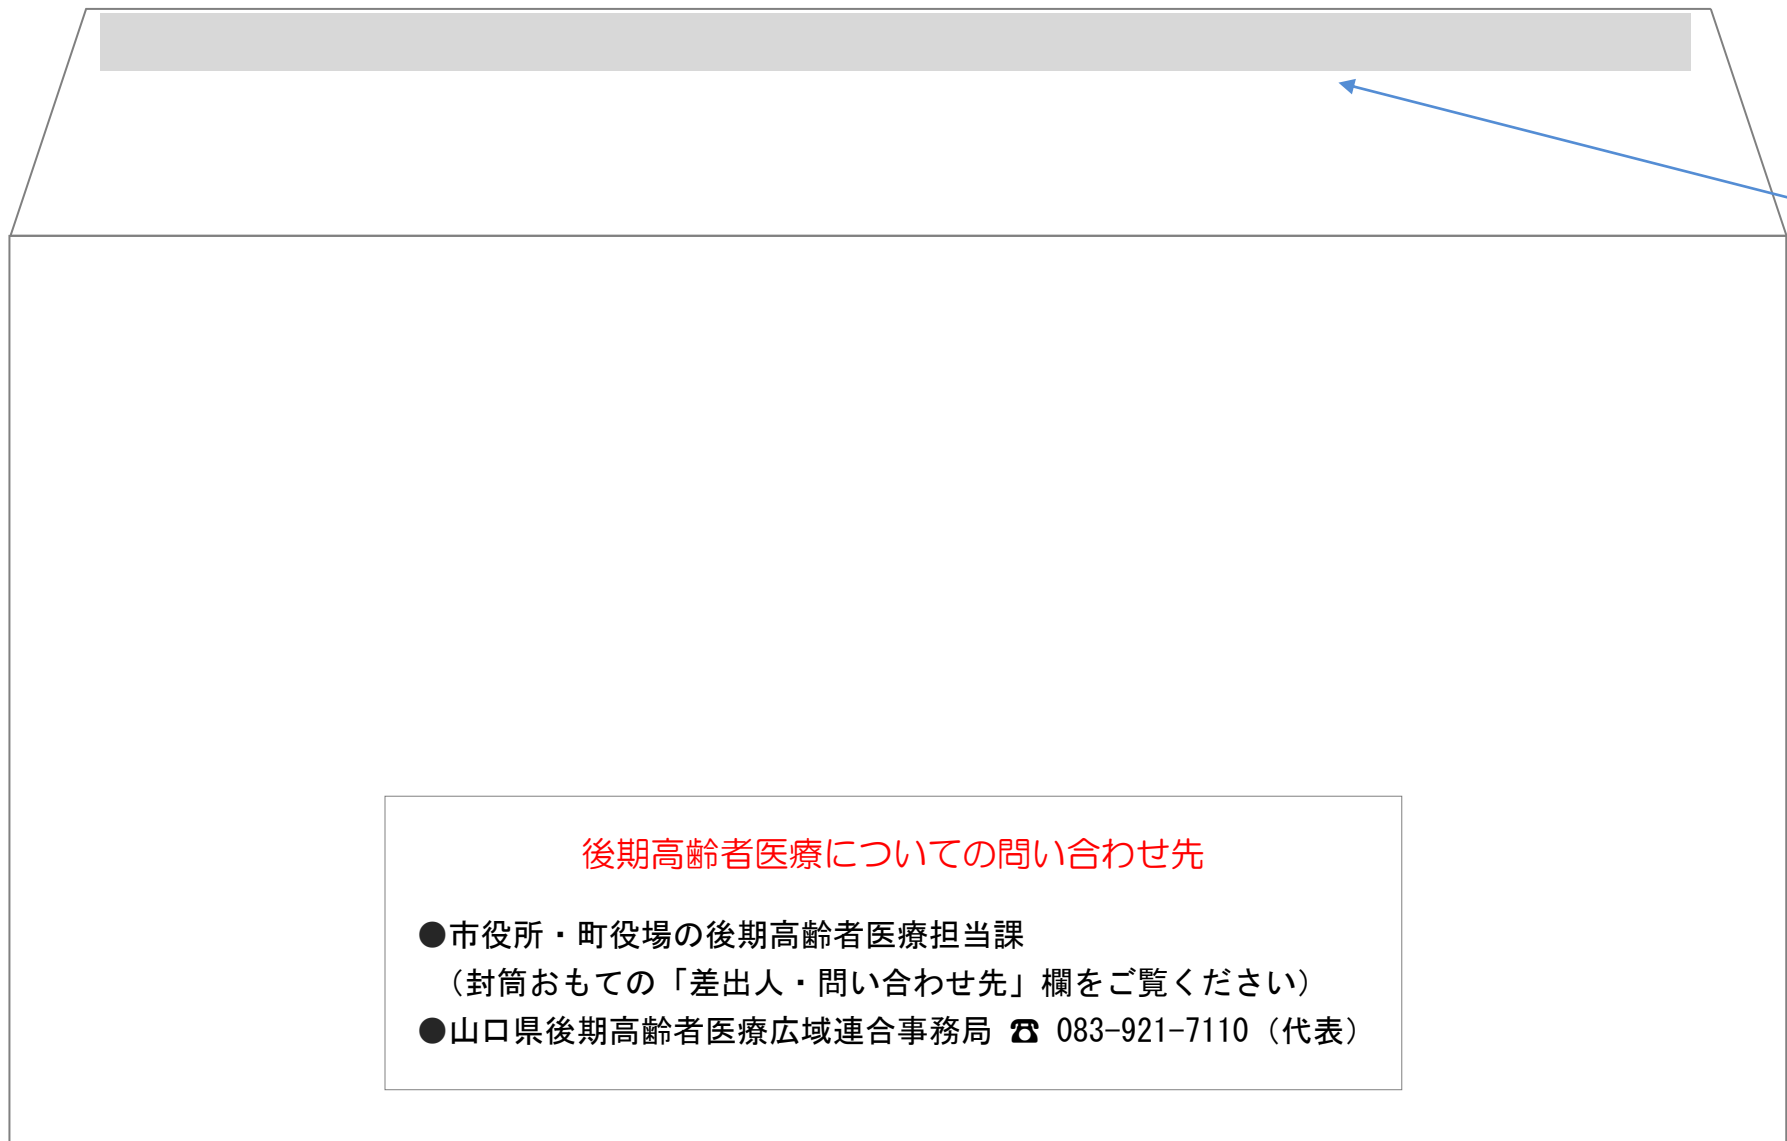 後期高齢者医療についての問い合わせ先
●市役所・町役場の後期高齢者医療担当課
（封筒おもての「差出人・問い合わせ先」欄をご覧ください）
●山口県後期高齢者医療広域連合事務局 ☎ 083-921-7110（代表）